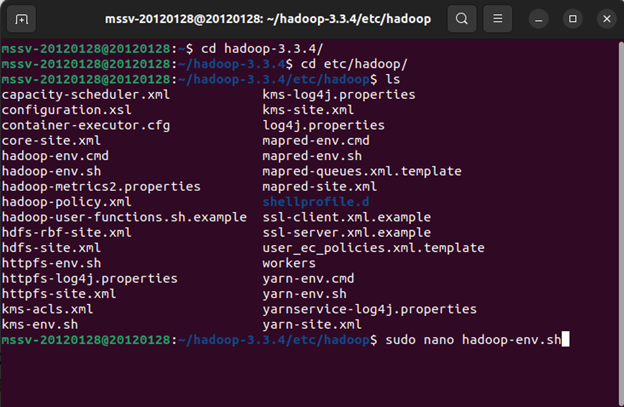 mssv-20120128@20120128: ~/hadoop-3.3.4/etc/hadoop
mssv-20120128@20120128:~$ cd hadoop-3.3.4/
mssv-20120128@20120128:~/hadoop-3.3.4$ cd etc/hadoop/
mssv-20120128@20120128:~/hadoop-3.3.4/etc/hadoop$ ls
capacity-scheduler.xml kms-log4j.properties
configuration.xsl kms-site.xml
container-executor.cfg log4j.properties
core-site.xml mapred-env.cmd
hadoop-env.cmd mapred-env.sh
hadoop-env.sh mapred-queues.xml.template
hadoop-metrics2.properties mapred-site.xml
hadoop-policy.xml shellprofile.d
hadoop-user-functions.sh.example ssl-client.xml.example
hdfs-rbf-site.xml ssl-server.xml.example
hdfs-site.xml user_ec_policies.xml.template
httpfs-env.sh workers
httpfs-log4j.properties yarn-env.cmd
httpfs-site.xml yarn-env.sh
kms-acls.xml yarnservice-log4j.properties
kms-env.sh yarn-site.xml
mssv-20120128@20120128:~/hadoop-3.3.4/etc/hadoop$ sudo nano hadoop-env.sh